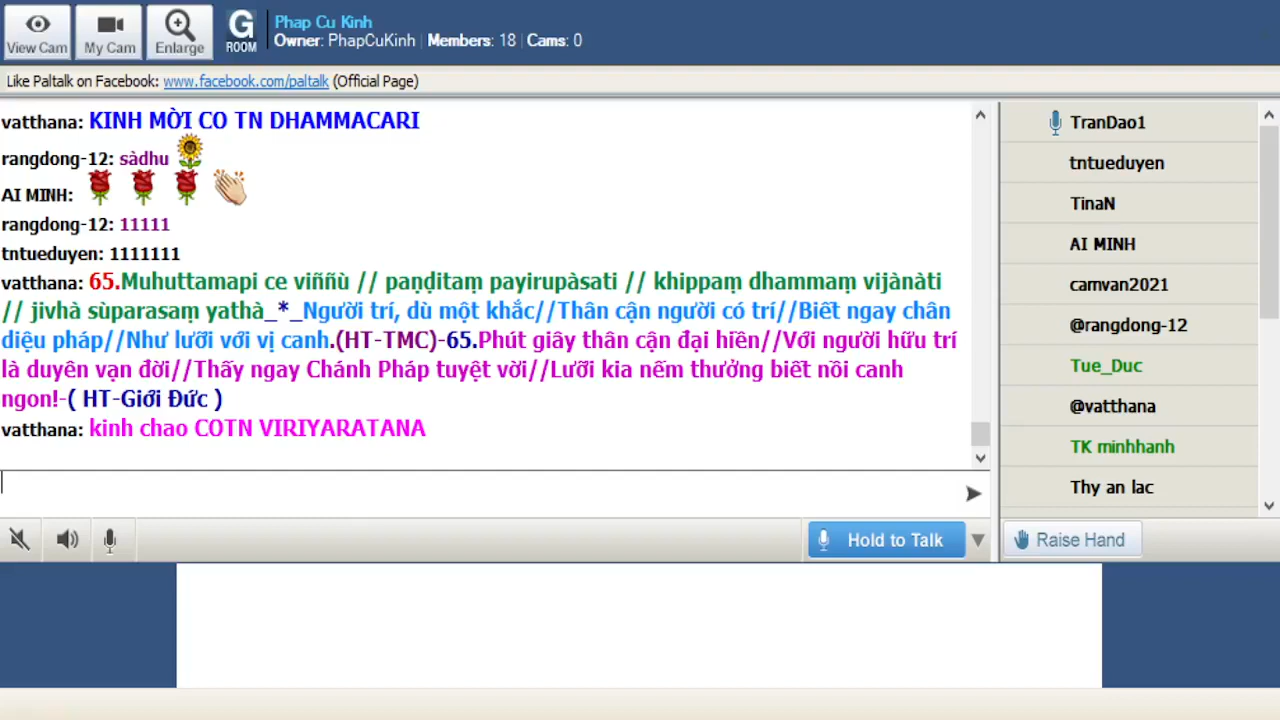 View Cam
My Cam
Enlarge
G
ROOM
Phap Cu Kinh
Owner: PhapCuKinh | Members: 18 | Cams: 0
Like Paltalk on Facebook: www.facebook.com/paltalk (Official Page)
vatthana: KINH MỜI CO TN DHAMMACARI
rangdong-12: sàdhu
AI MINH:
rangdong-12: 11111
tntueduyen: 1111111
vatthana: 65.Muhuttamapi ce viññù // paṇḍitaṃ payirupàsati // khippaṃ dhammaṃ vijànàti
// jivhà sùparasaṃ yathà_*_Người trí, dù một khắc//Thân cận người có trí//Biết ngay chân
diệu pháp//Như lưỡi với vị canh.(HT-TMC)-65.Phút giây thân cận đại hiền//Với người hữu trí
là duyên vạn đời//Thấy ngay Chánh Pháp tuyệt vời//Lưỡi kia nếm thưởng biết nồi canh
ngon!-( HT-Giới Đức )
vatthana: kinh chao COTN VIRIYARATANA
TranDao1
tntueduyen
TinaN
AI MINH
camvan2021
@rangdong-12
Tue_Duc
@vatthana
TK minhhanh
Thy an lac
Hold to Talk
Raise Hand